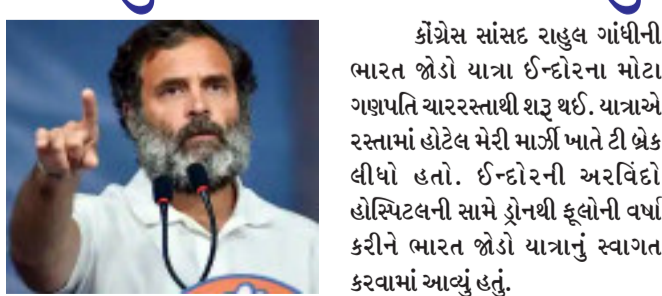 કોંગ્રેસ સાંસદ રાહુલ ગાંધીની
ભારત જોડો યાત્રા ઈન્દોરના મોટા
ગણપતિ ચારરસ્તાથી શરૂ થઈ. યાત્રાએ
રસ્તામાં હોટેલ મેરી માર્ઝી ખાતે ટી બ્રેક
લીધો હતો. ઈન્દોરની અરવિંદો
હોસ્પિટલની સામે ડ્રોનથી ફૂલોની વર્ષા
કરીને ભારત જોડો યાત્રાનું સ્વાગત
કરવામાં આવ્યું હતું.